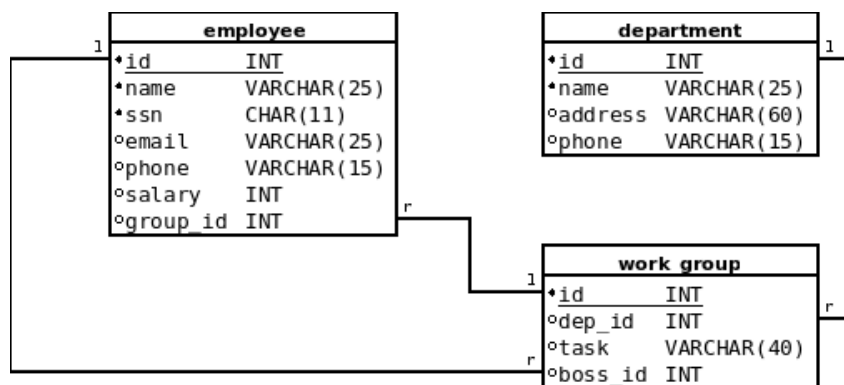 employee
1
id INT
name VARCHAR(25)
ssn CHAR(11)
email VARCHAR(25)
phone VARCHAR(15)
salary INT
group_id INT
r
department
1
id INT
name VARCHAR(25)
address VARCHAR(60)
phone VARCHAR(15)
work group
1
id INT
r
dep_id INT
task VARCHAR(40)
r
boss_id INT